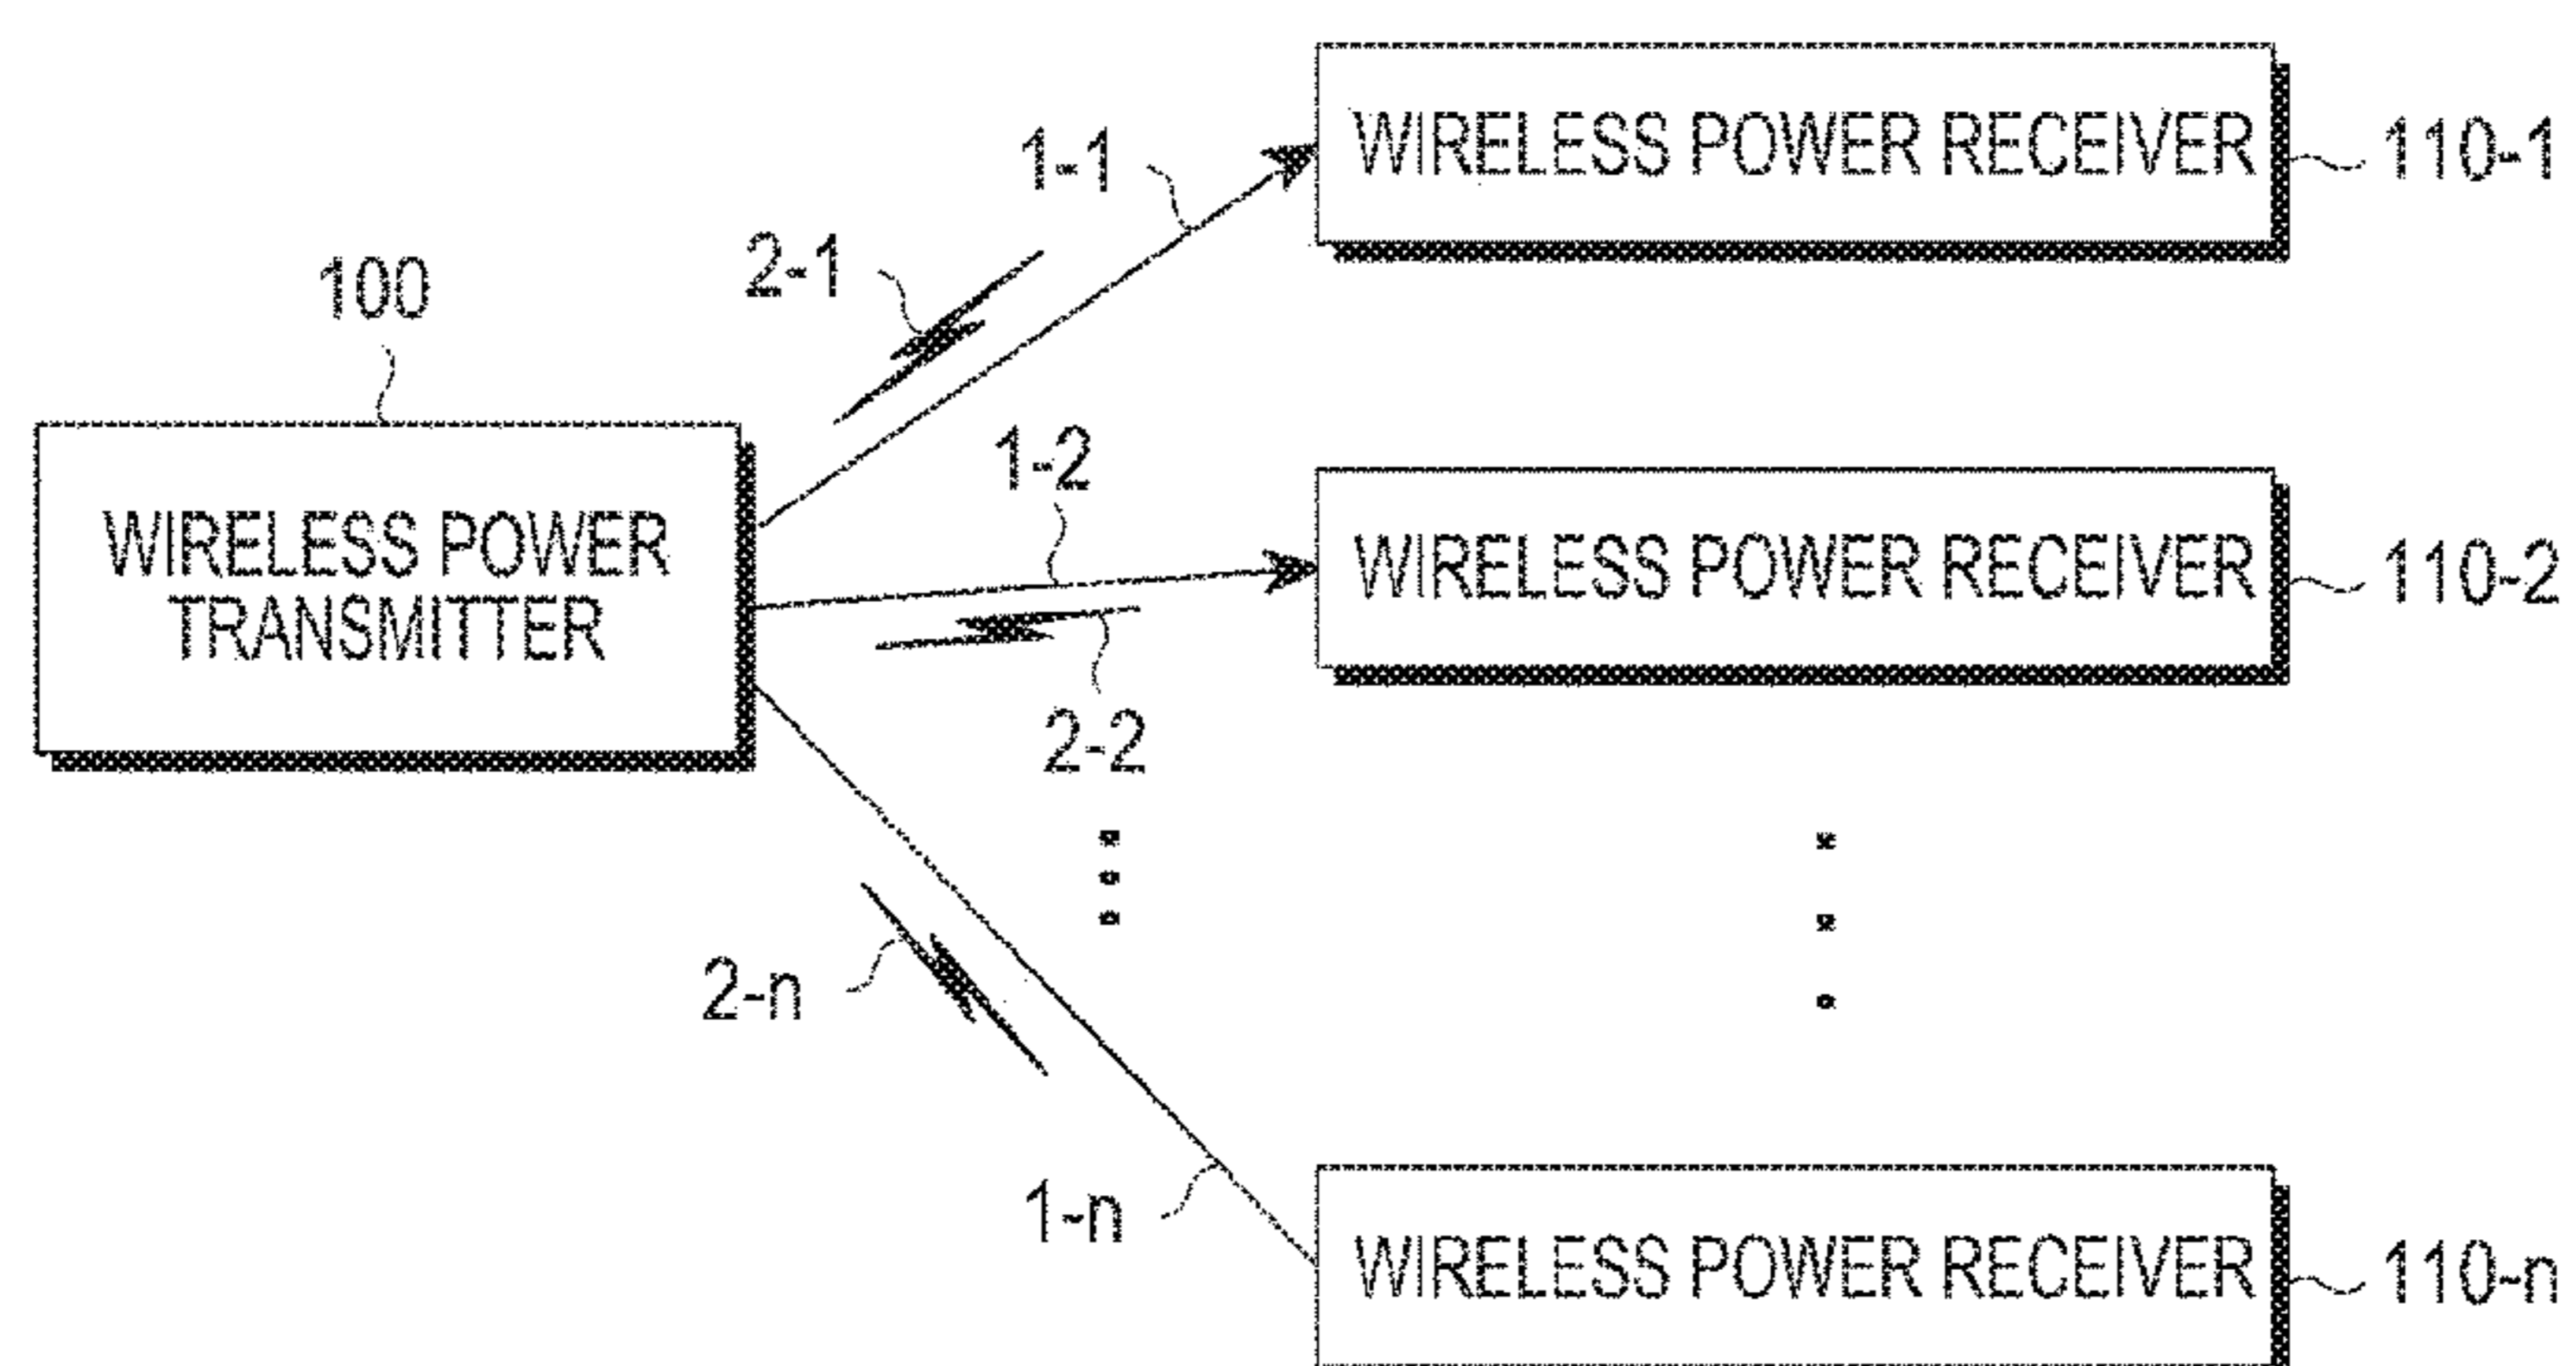 1-1
WIRELESS POWER RECEIVER
110-1
2-1
100
1-2
WIRELESS POWER
TRANSMITTER
WIRELESS POWER RECEIVER
110-2
2-2
2-n
1-n
WIRELESS POWER RECEIVER
110-n